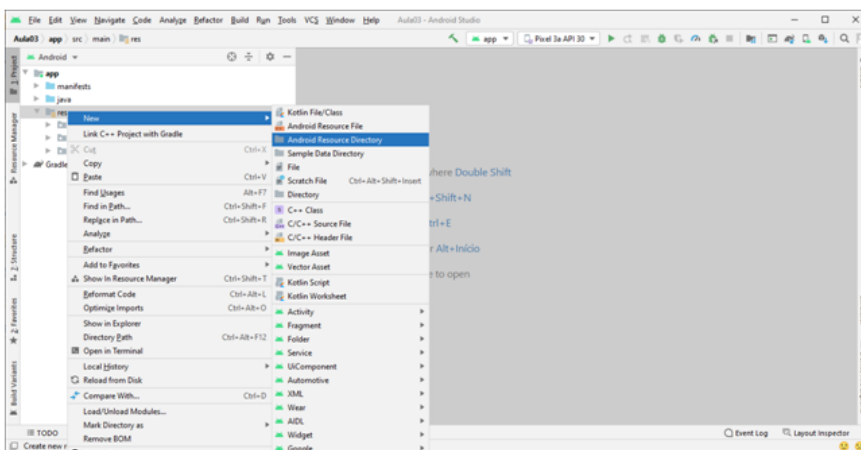 File Edit View Navigate Code Analyze Refactor Build Run Tools VCS Window Help Aula03 - Android Studio
Aula03 app src main res
app Pixel 3a API 30
Android
app
manifests
java
res
Gradle
1: Project
Resource Manager
Z: Structure
2: Favorites
Build Variants
New
Link C++ Project with Gradle
Cut Ctrl+X
Copy
Paste Ctrl+V
Find Usages Alt+F7
Find in Path... Ctrl+Shift+F
Replace in Path... Ctrl+Shift+R
Analyze
Refactor
Add to Favorites
Show In Resource Manager Ctrl+Shift+T
Reformat Code Ctrl+Alt+L
Optimize Imports Ctrl+Alt+O
Show in Explorer
Directory Path Ctrl+Alt+F12
Open in Terminal
Local History
Reload from Disk
Compare With... Ctrl+D
Load/Unload Modules...
Mark Directory as
Remove BOM
Kotlin File/Class
Android Resource File
Android Resource Directory
Sample Data Directory
File
Scratch File Ctrl+Alt+Shift+Insert
Directory
C++ Class
C/C++ Source File
C/C++ Header File
Image Asset
Vector Asset
Kotlin Script
Kotlin Worksheet
Activity
Fragment
Folder
Service
UiComponent
Automotive
XML
Wear
AIDL
Widget
Google
here Double Shift
+Shift+N
trl+E
r Alt+Início
e to open
TODO
Event Log Layout Inspector
Create new r